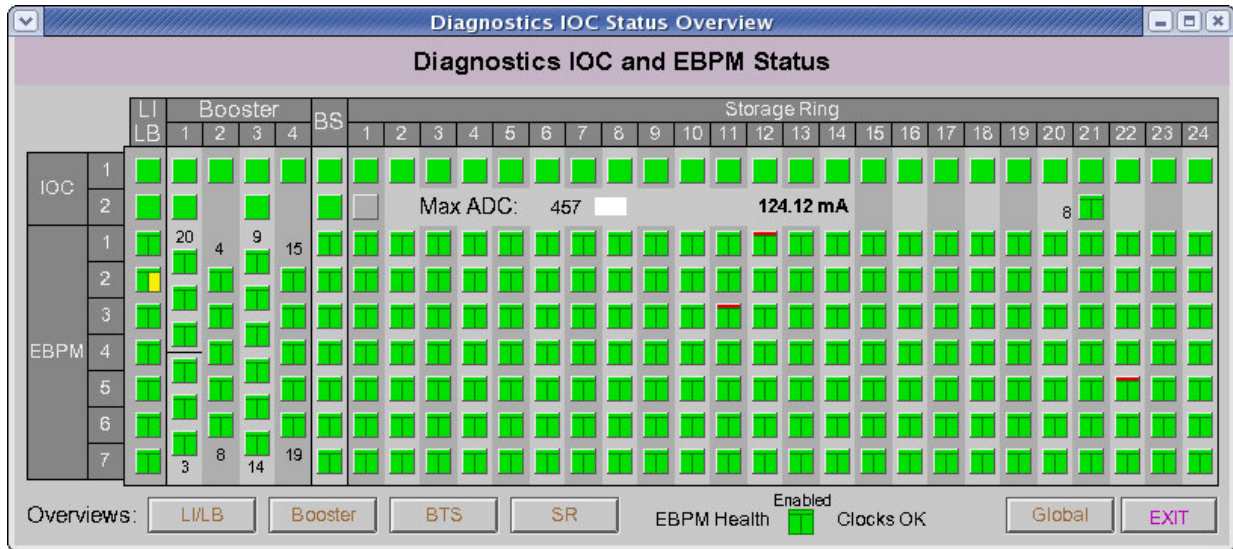 Diagnostics IOC Status Overview
Diagnostics IOC and EBPM Status
LI LB Booster BS Storage Ring
1 2 3 4 1 2 3 4 5 6 7 8 9 10 11 12 13 14 15 16 17 18 19 20 21 22 23 24
IOC 1
2 Max ADC: 457 124.12 mA 8
EBPM 1 20 4 9 15
2
3
4
5
6
7 3 8 14 19
Overviews: LI/LB Booster BTS SR EBPM Health Enabled Clocks OK Global EXIT